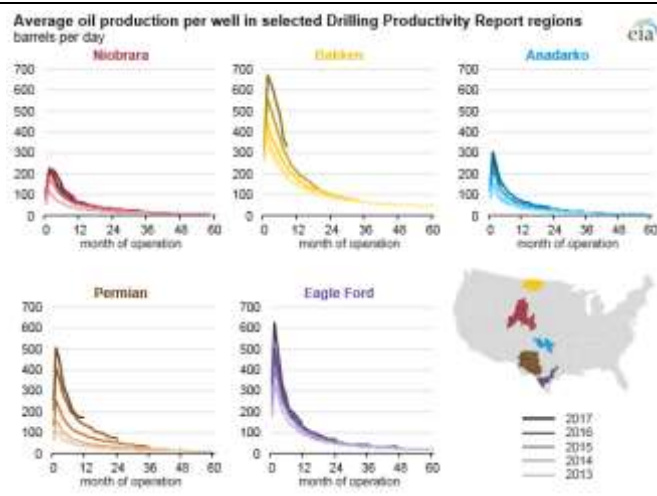 Average oil production per well in selected Drilling Productivity Report regions
barrels per day
eia
Niobrara
Bakken
Anadarko
700
600
500
400
300
200
100
0
700
600
500
400
300
200
100
0
700
600
500
400
300
200
100
0
0 12 24 36 48 60
month of operation
0 12 24 36 48 60
month of operation
0 12 24 36 48 60
month of operation
Permian
Eagle Ford
700
600
500
400
300
200
100
0
700
600
500
400
300
200
100
0
0 12 24 36 48 60
month of operation
0 12 24 36 48 60
month of operation
2017
2016
2015
2014
2013